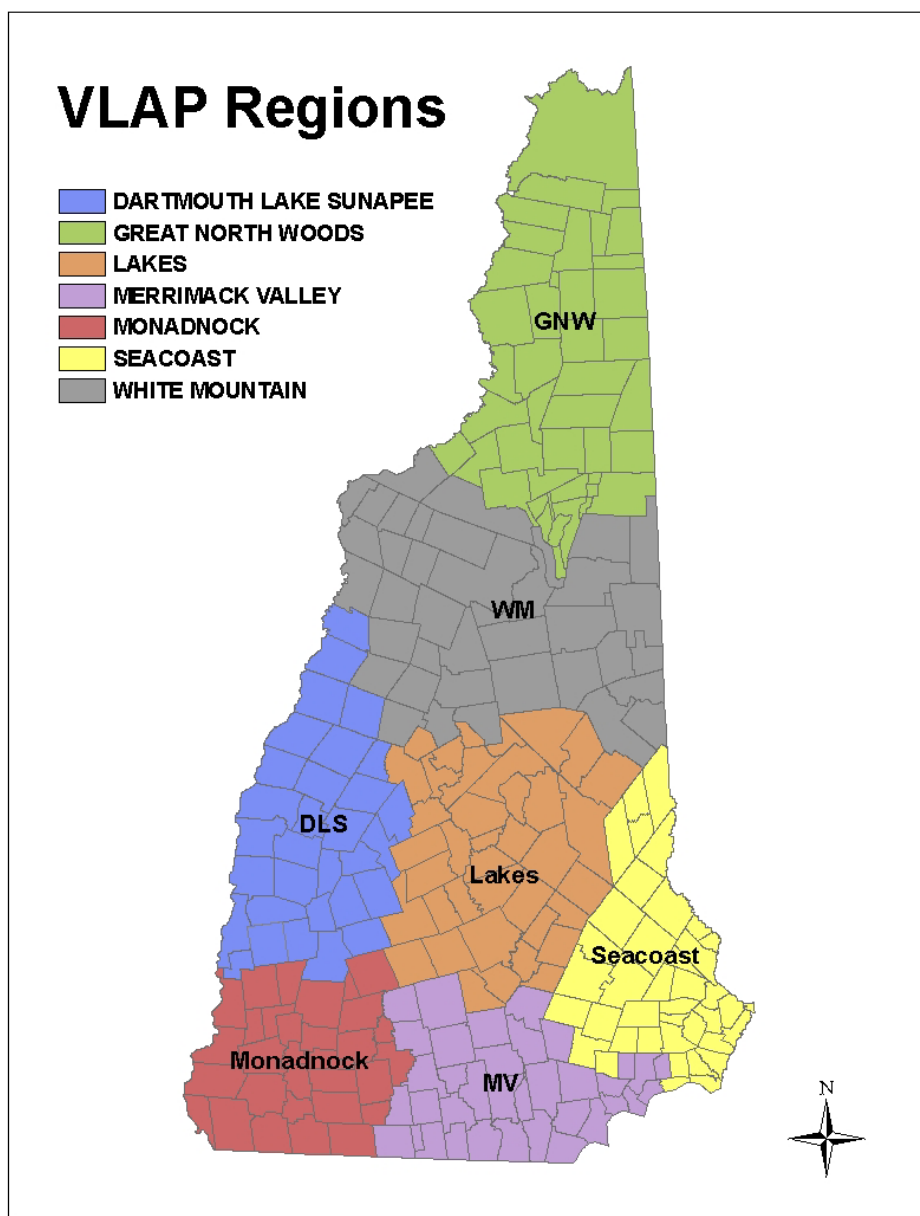 VLAP Regions
DARTMOUTH LAKE SUNAPEE
GREAT NORTH WOODS
LAKES
MERRIMACK VALLEY
MONADNOCK
SEACOAST
WHITE MOUNTAIN
GNW
WM
DLS
Lakes
Seacoast
Monadnock
MV
N